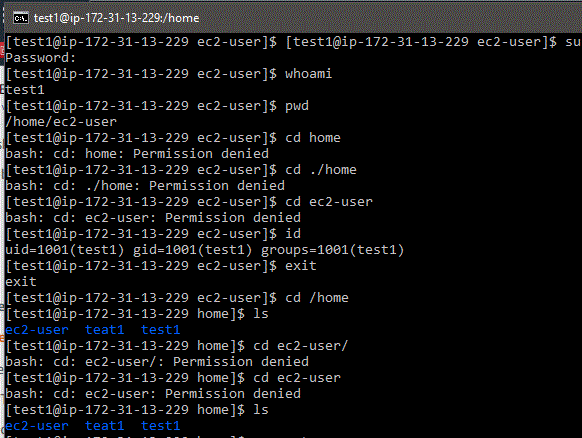 test1@ip-172-31-13-229:/home
[test1@ip-172-31-13-229 ec2-user]$ [test1@ip-172-31-13-229 ec2-user]$ su
Password:
[test1@ip-172-31-13-229 ec2-user]$ whoami
test1
[test1@ip-172-31-13-229 ec2-user]$ pwd
/home/ec2-user
[test1@ip-172-31-13-229 ec2-user]$ cd home
bash: cd: home: Permission denied
[test1@ip-172-31-13-229 ec2-user]$ cd ./home
bash: cd: ./home: Permission denied
[test1@ip-172-31-13-229 ec2-user]$ cd ec2-user
bash: cd: ec2-user: Permission denied
[test1@ip-172-31-13-229 ec2-user]$ id
uid=1001(test1) gid=1001(test1) groups=1001(test1)
[test1@ip-172-31-13-229 ec2-user]$ exit
exit
[test1@ip-172-31-13-229 ec2-user]$ cd /home
[test1@ip-172-31-13-229 home]$ ls
ec2-user teat1 test1
[test1@ip-172-31-13-229 home]$ cd ec2-user/
bash: cd: ec2-user/: Permission denied
[test1@ip-172-31-13-229 home]$ cd ec2-user
bash: cd: ec2-user: Permission denied
[test1@ip-172-31-13-229 home]$ ls
ec2-user teat1 test1